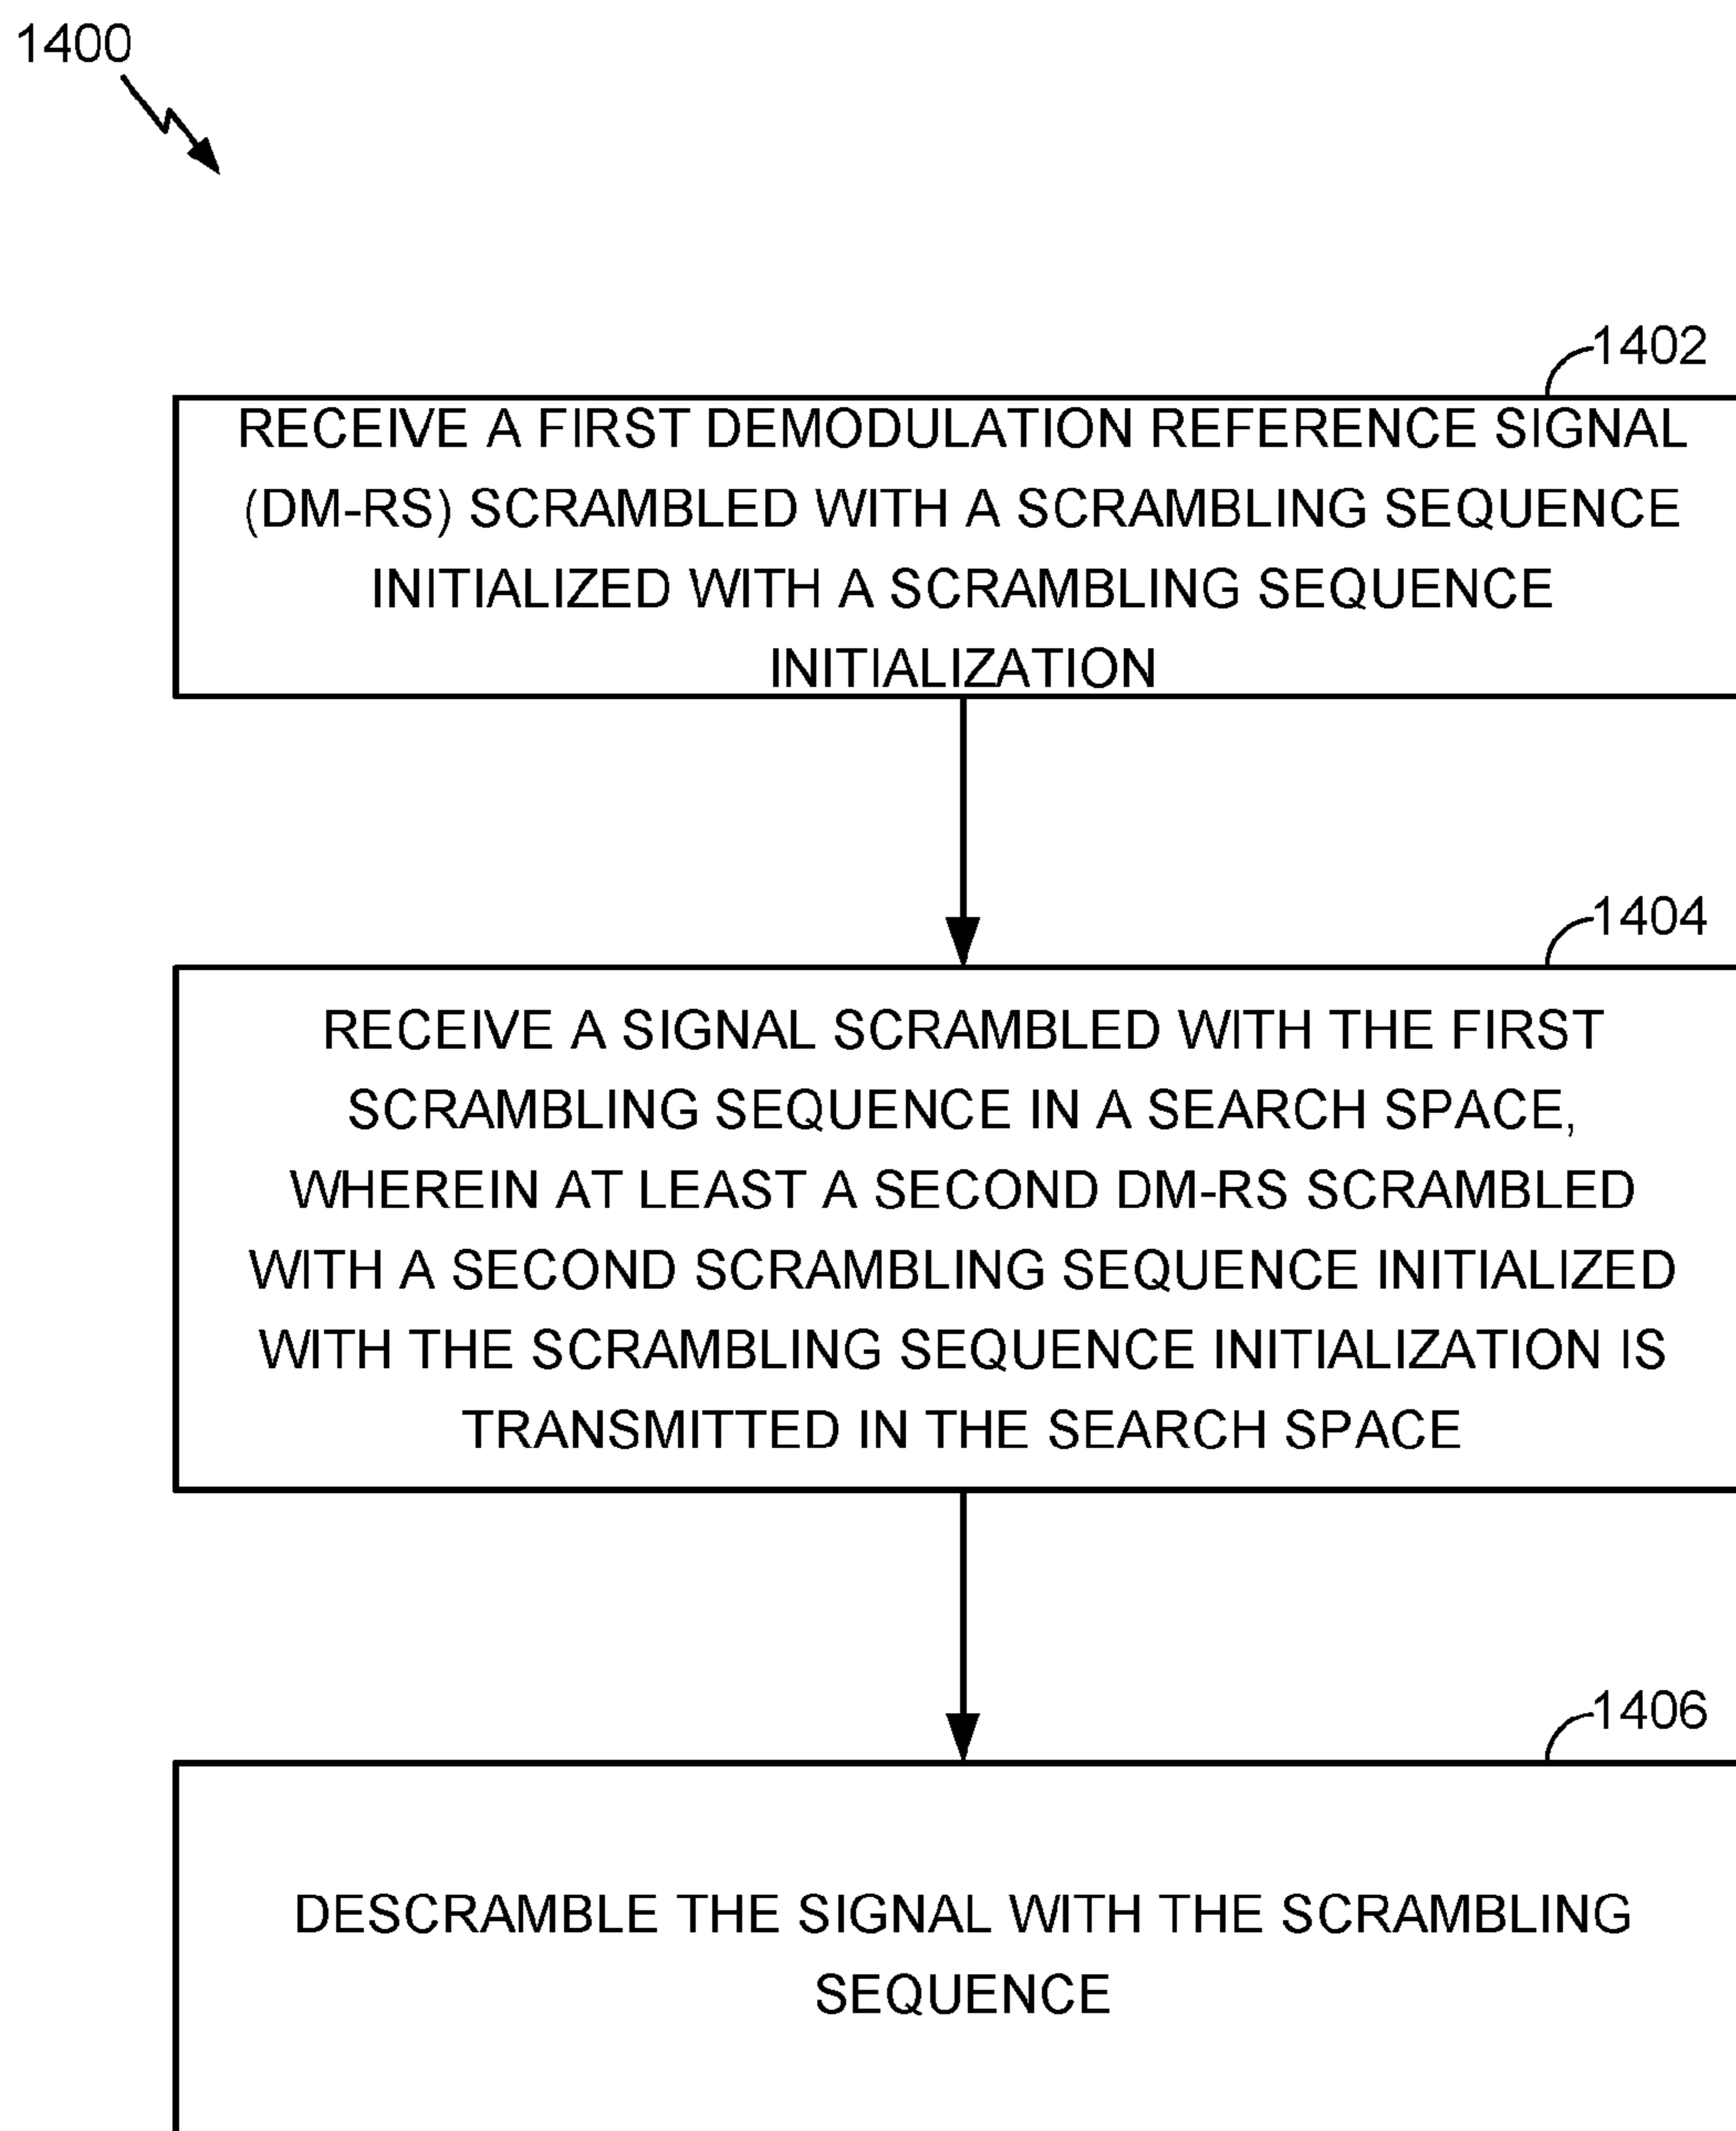 1400
1402
RECEIVE A FIRST DEMODULATION REFERENCE SIGNAL
(DM-RS) SCRAMBLED WITH A SCRAMBLING SEQUENCE
INITIALIZED WITH A SCRAMBLING SEQUENCE
INITIALIZATION
1404
RECEIVE A SIGNAL SCRAMBLED WITH THE FIRST
SCRAMBLING SEQUENCE IN A SEARCH SPACE,
WHEREIN AT LEAST A SECOND DM-RS SCRAMBLED
WITH A SECOND SCRAMBLING SEQUENCE INITIALIZED
WITH THE SCRAMBLING SEQUENCE INITIALIZATION IS
TRANSMITTED IN THE SEARCH SPACE
1406
DESCRAMBLE THE SIGNAL WITH THE SCRAMBLING
SEQUENCE